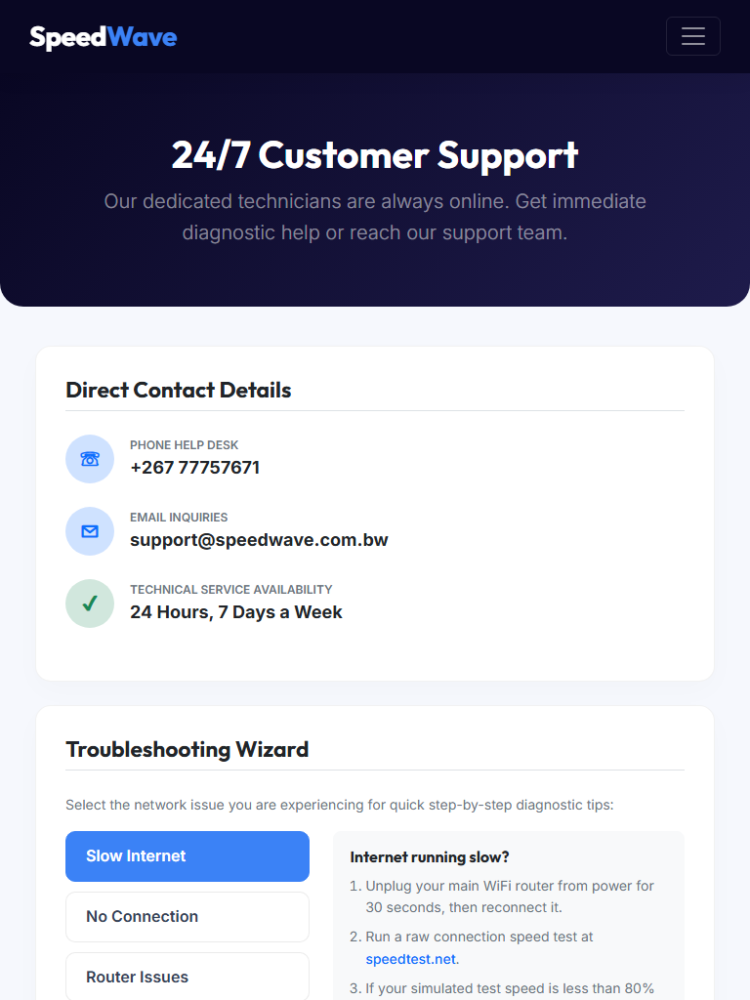 SpeedWave
24/7 Customer Support
Our dedicated technicians are always online. Get immediate
diagnostic help or reach our support team.
Direct Contact Details
PHONE HELP DESK
+267 77757671
EMAIL INQUIRIES
support@speedwave.com.bw
TECHNICAL SERVICE AVAILABILITY
24 Hours, 7 Days a Week
Troubleshooting Wizard
Select the network issue you are experiencing for quick step-by-step diagnostic tips:
Slow Internet
No Connection
Router Issues
Internet running slow?
1. Unplug your main WiFi router from power for
30 seconds, then reconnect it.
2. Run a raw connection speed test at
speedtest.net.
3. If your simulated test speed is less than 80%